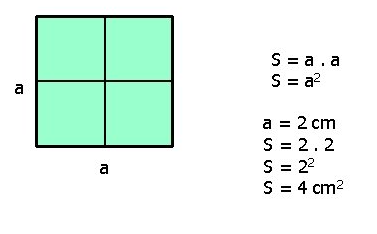 a
a
S = a . a
S = a²
a = 2 cm
S = 2 . 2
S = 2²
S = 4 cm²